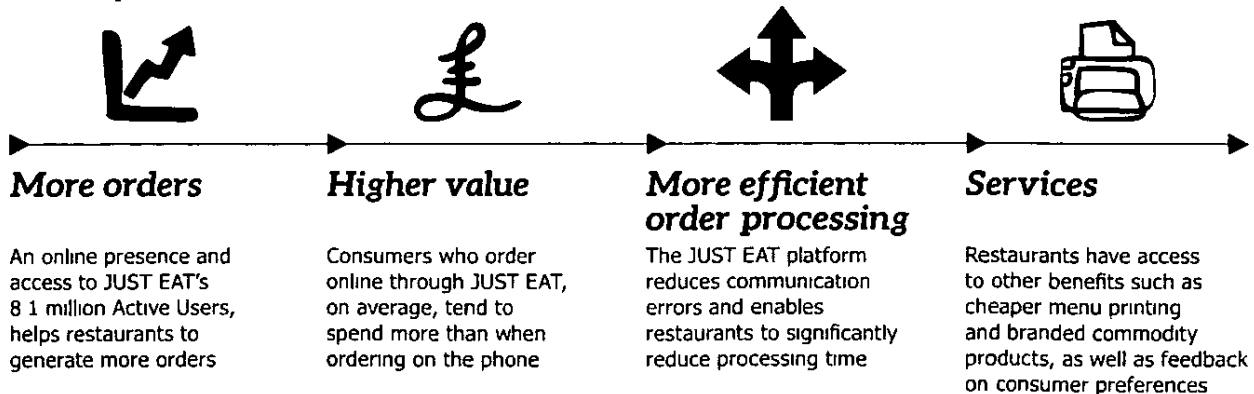 More orders
An online presence and
access to JUST EAT's
8 1 million Active Users,
helps restaurants to
generate more orders
Higher value
Consumers who order
online through JUST EAT,
on average, tend to
spend more than when
ordering on the phone
More efficient
order processing
The JUST EAT platform
reduces communication
errors and enables
restaurants to significantly
reduce processing time
Services
Restaurants have access
to other benefits such as
cheaper menu printing
and branded commodity
products, as well as feedback
on consumer preferences